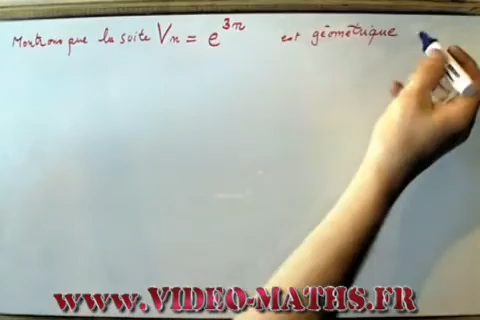 Montrons que la suite Vn = e^3n est géométrique
www.VIDEO-MATHS.FR